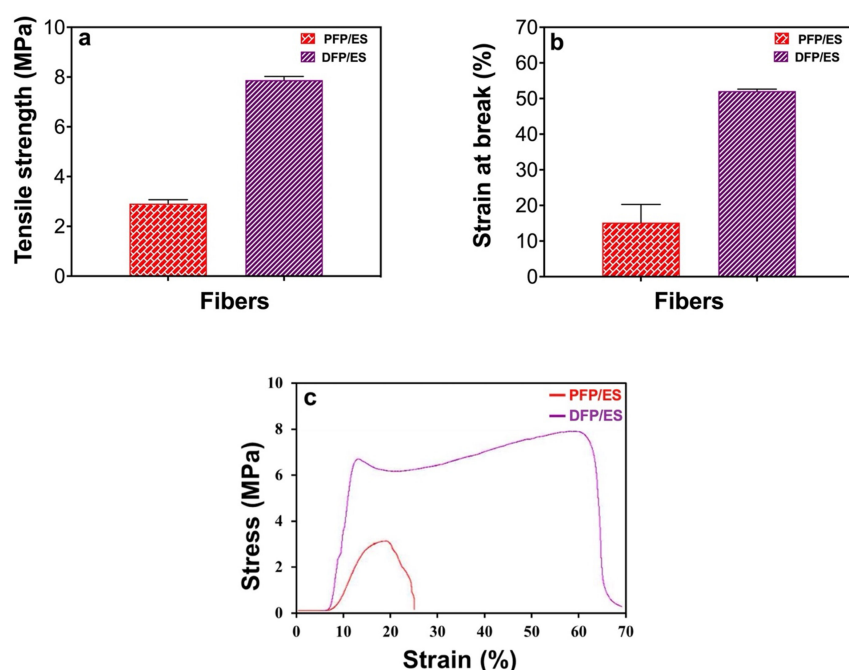 a
PFP/ES
DFP/ES
Tensile strength (MPa)
10
8
6
4
2
0
Fibers
b
PFP/ES
DFP/ES
Strain at break (%)
70
60
50
40
30
20
10
0
Fibers
c
PFP/ES
DFP/ES
Stress (MPa)
10
8
6
4
2
0
0 10 20 30 40 50 60 70
Strain (%)